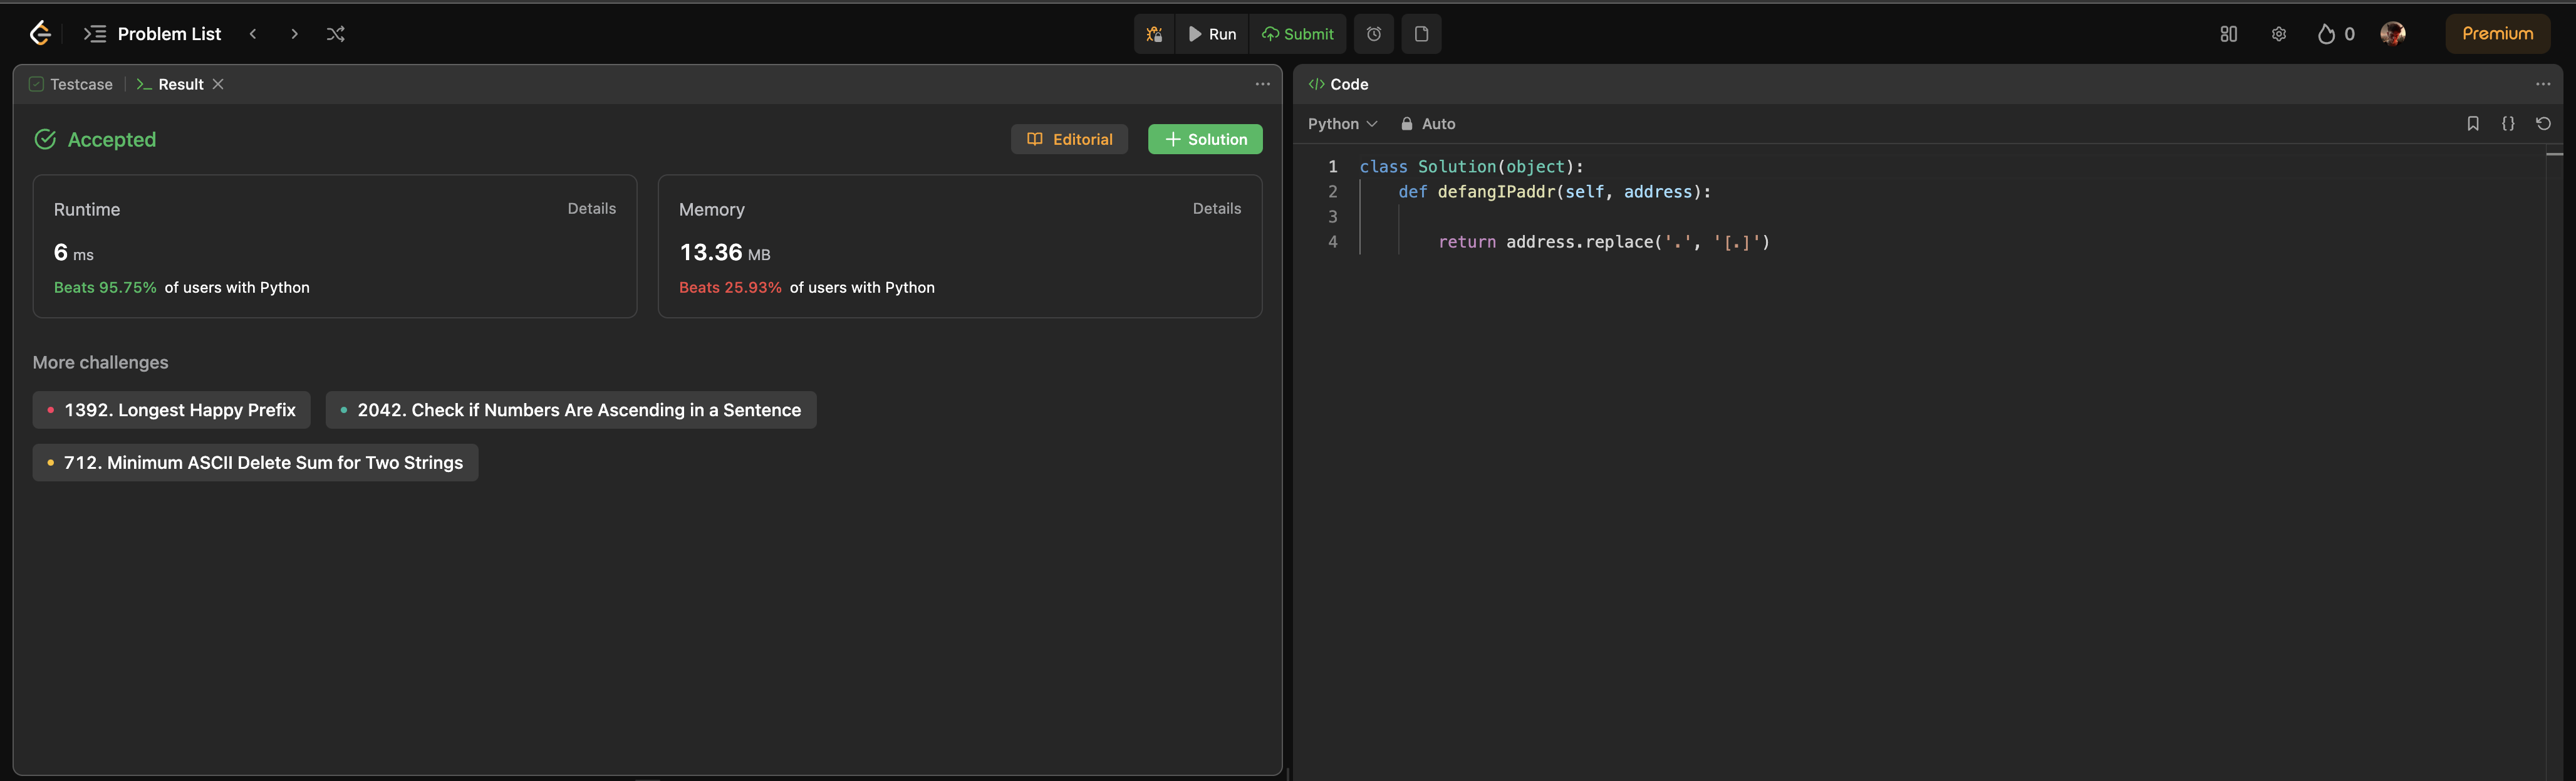 Problem List
Run
Submit
0
Premium
Testcase
>_ Result
Accepted
Editorial
+ Solution
Runtime
Details
6 ms
Beats 95.75% of users with Python
Memory
Details
13.36 MB
Beats 25.93% of users with Python
More challenges
1392. Longest Happy Prefix
2042. Check if Numbers Are Ascending in a Sentence
712. Minimum ASCII Delete Sum for Two Strings
</> Code
Python
Auto
{}
1 class Solution(object):
2 def defangIPaddr(self, address):
3
4 return address.replace('.', '[.]')